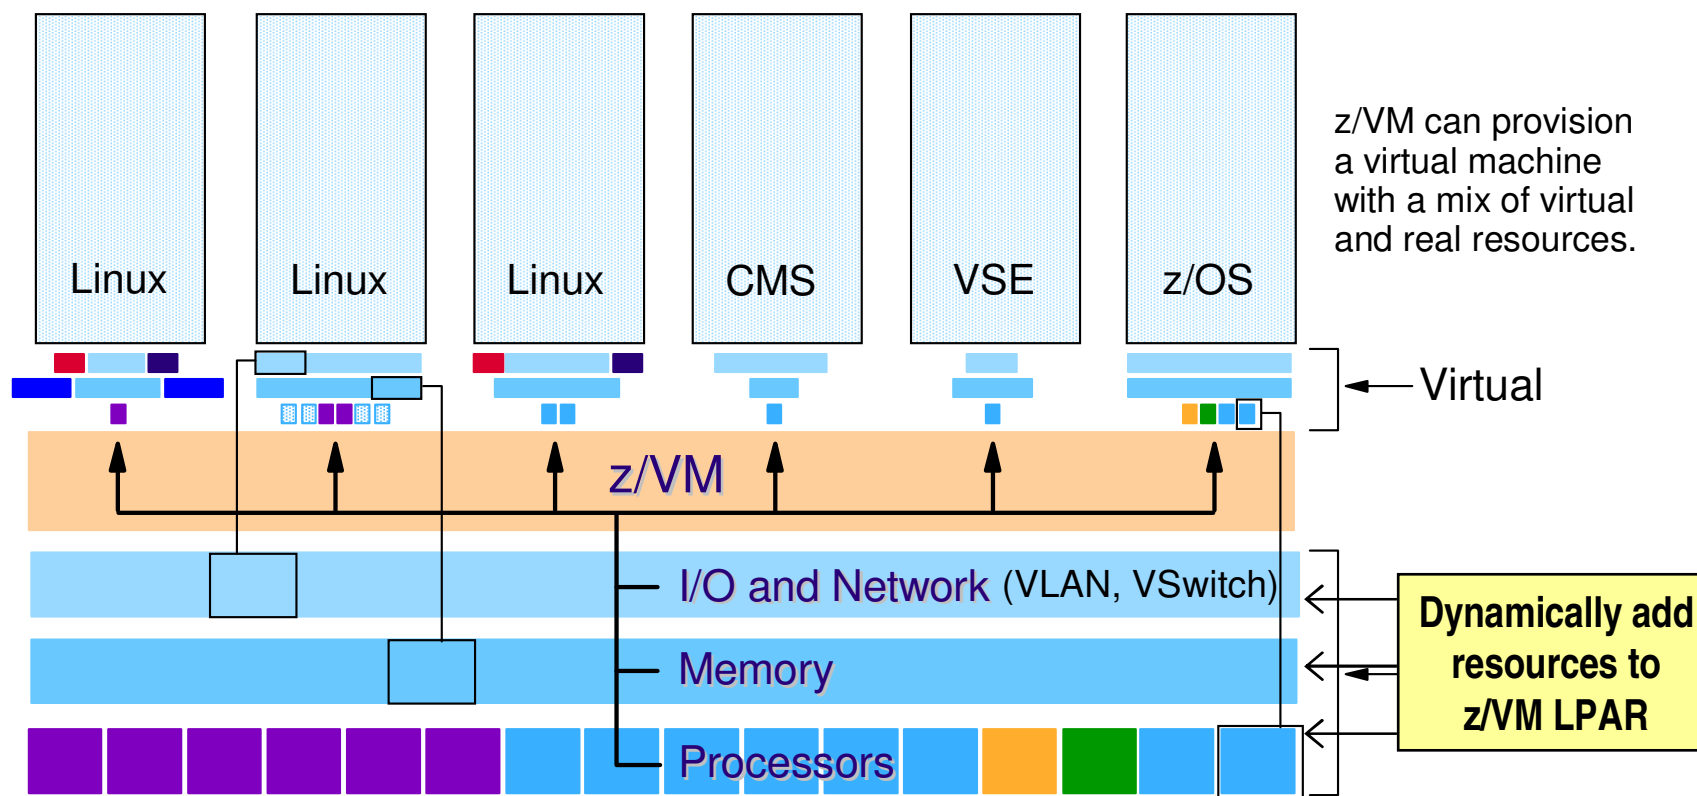 Linux
Linux
Linux
CMS
VSE
z/OS
z/VM can provision
a virtual machine
with a mix of virtual
and real resources.
Virtual
z/VM
I/O and Network (VLAN, VSwitch)
Memory
Processors
Dynamically add
resources to
z/VM LPAR